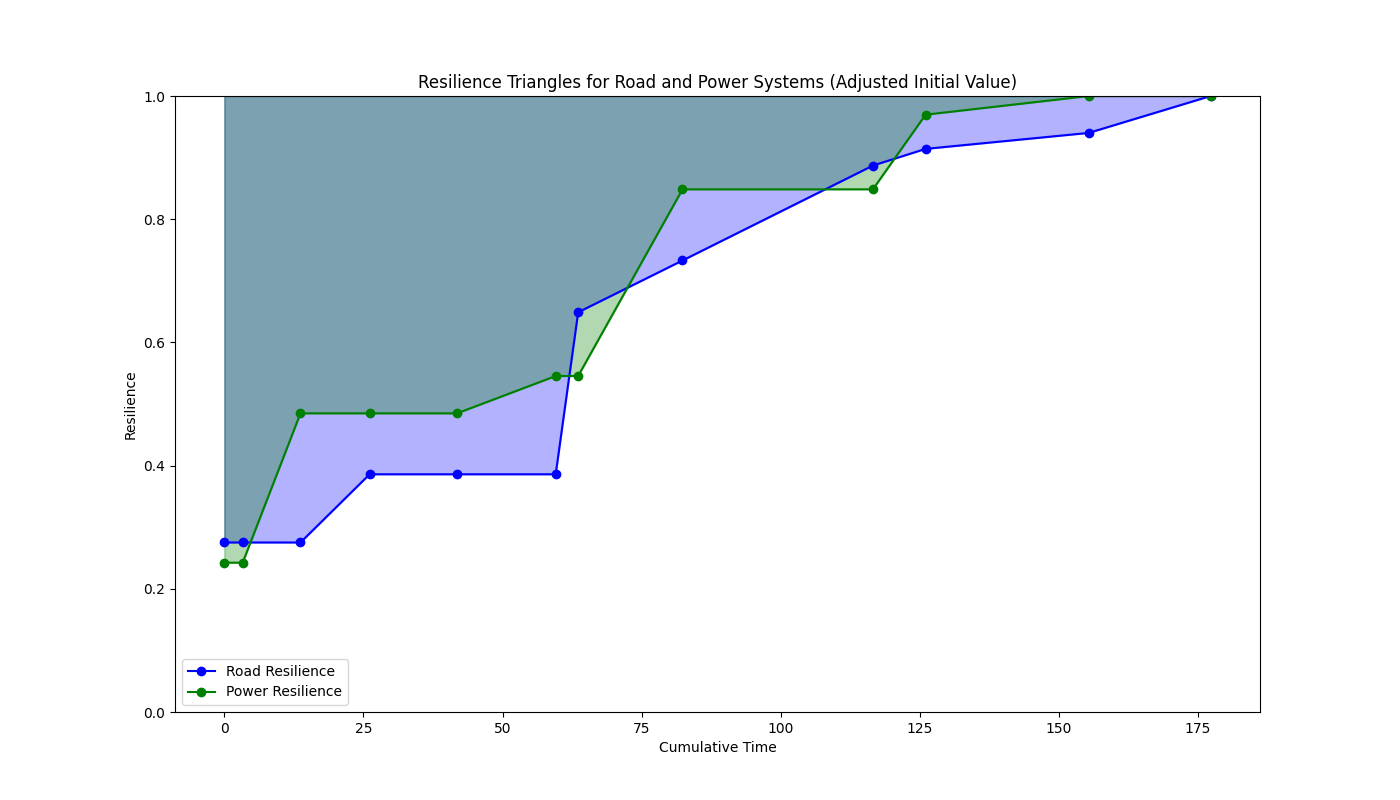 Resilience Triangles for Road and Power Systems (Adjusted Initial Value)
1.0
0.8
0.6
0.4
0.2
0.0
Resilience
Road Resilience
Power Resilience
0 25 50 75 100 125 150 175
Cumulative Time